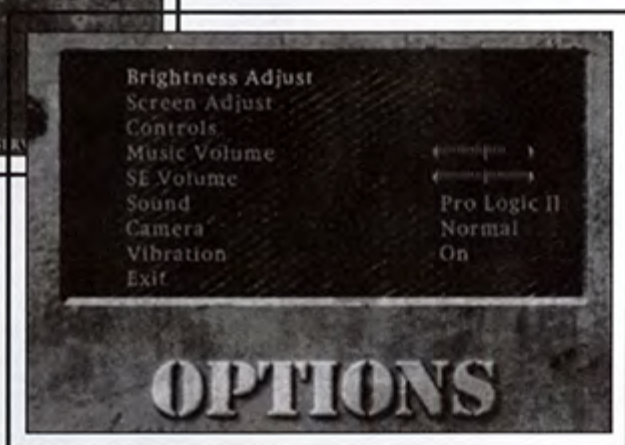 Brightness Adjust
Screen Adjust
Controls
Music Volume
SE Volume
Sound Pro Logic II
Camera Normal
Vibration On
Exit
OPTIONS